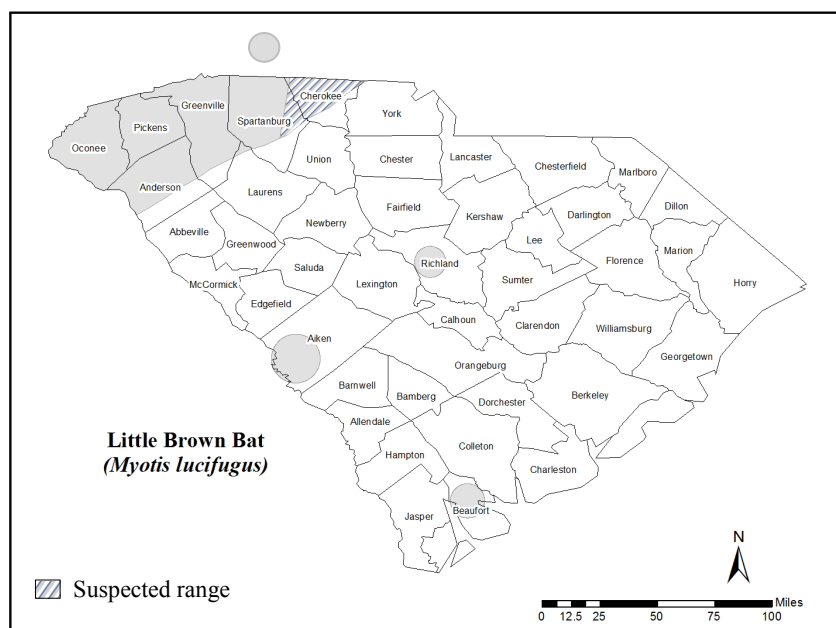 Cherokee
Greenville
York
Spartanburg
Pickens
Oconee
Union
Chester
Lancaster
Chesterfield
Marlboro
Anderson
Laurens
Dillon
Fairfield
Kershaw
Darlington
Newberry
Abbeville
Greenwood
Lee
Marion
Florence
Richland
Saluda
McCormick
Lexington
Sumter
Horry
Edgefield
Calhoun
Clarendon
Williamsburg
Aiken
Georgetown
Orangeburg
Barnwell
Bamberg
Dorchester
Berkeley
Allendale
Colleton
Hampton
Charleston
Beaufort
Jasper
Little Brown Bat
(Myotis lucifugus)
N
Suspected range
Miles
0 12.5 25 50 75 100